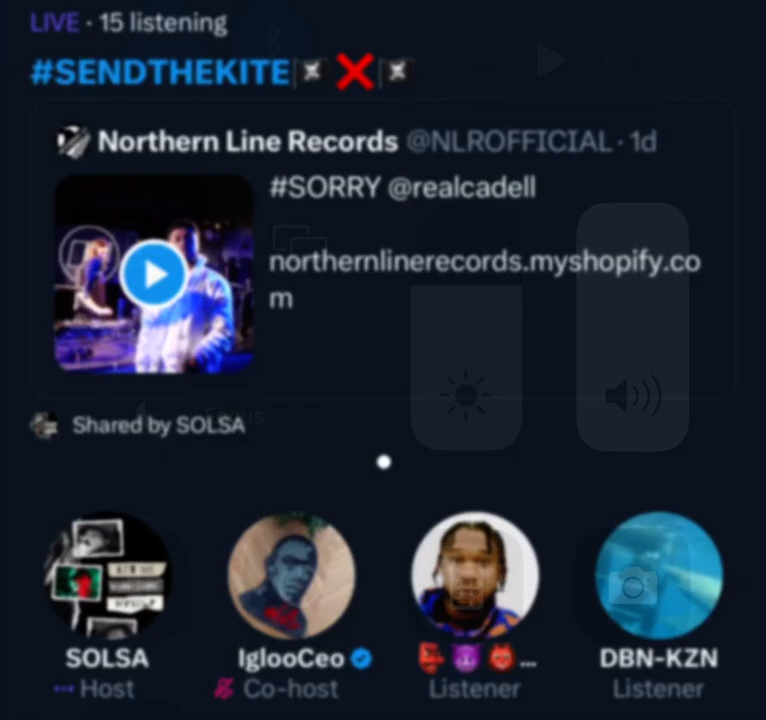 LIVE · 15 listening
#SENDTHEKITE🏴‍☠️❌🏴‍☠️
Northern Line Records @NLROFFICIAL · 1d
#SORRY @realcadell
northernlinerecords.myshopify.co
m
Focus
Shared by SOLSA
SOLSA
IglooCeo
👺😈👹...
DBN-KZN
Host
Co-host
Listener
Listener